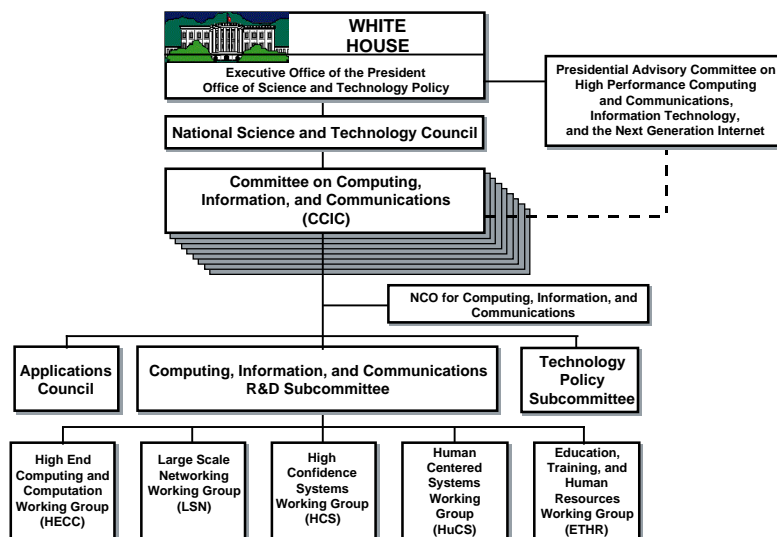 WHITE
HOUSE
Executive Office of the President
Office of Science and Technology Policy
Presidential Advisory Committee on
High Performance Computing
and Communications,
Information Technology,
and the Next Generation Internet
National Science and Technology Council
Committee on Computing,
Information, and Communications
(CCIC)
NCO for Computing, Information, and
Communications
Applications
Council
Computing, Information, and Communications
R&D Subcommittee
Technology
Policy
Subcommittee
High End
Computing and
Computation
Working Group
(HECC)
Large Scale
Networking
Working Group
(LSN)
High
Confidence
Systems
Working Group
(HCS)
Human
Centered
Systems
Working
Group
(HuCS)
Education,
Training, and
Human
Resources
Working Group
(ETHR)